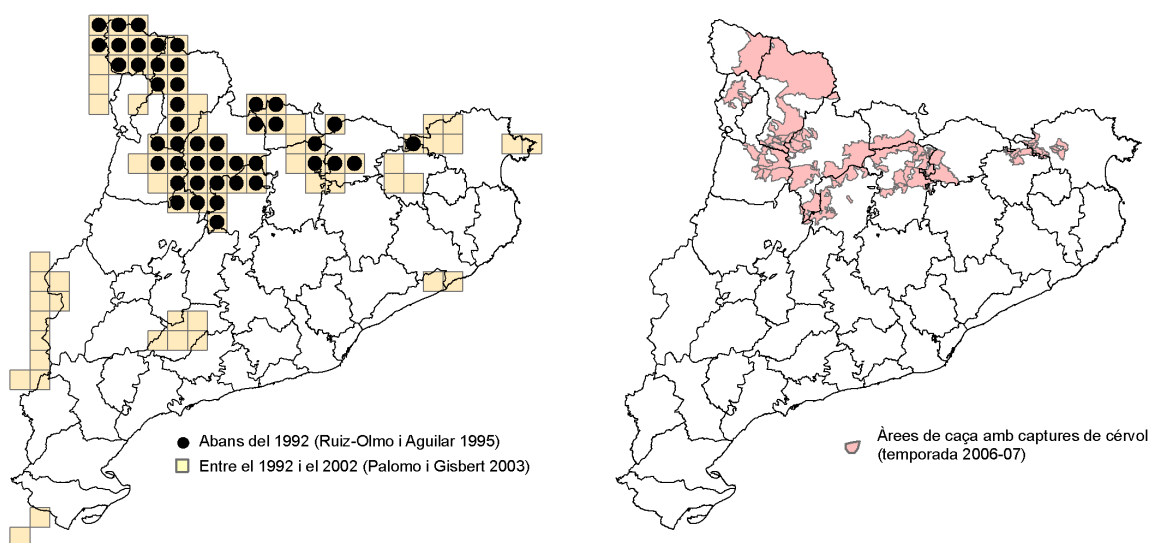 Abans del 1992 (Ruiz-Olmo i Aguilar 1995)
Entre el 1992 i el 2002 (Palomo i Gisbert 2003)
Àrees de caça amb captures de cérvol
(temporada 2006-07)